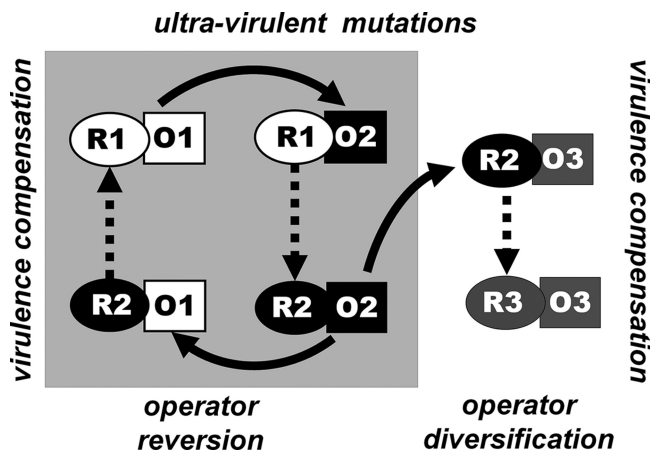 ultra-virulent mutations
virulence compensation
R1 O1
R1 O2
R2 O3
R2 O1
R2 O2
R3 O3
virulence compensation
operator
reversion
operator
diversification